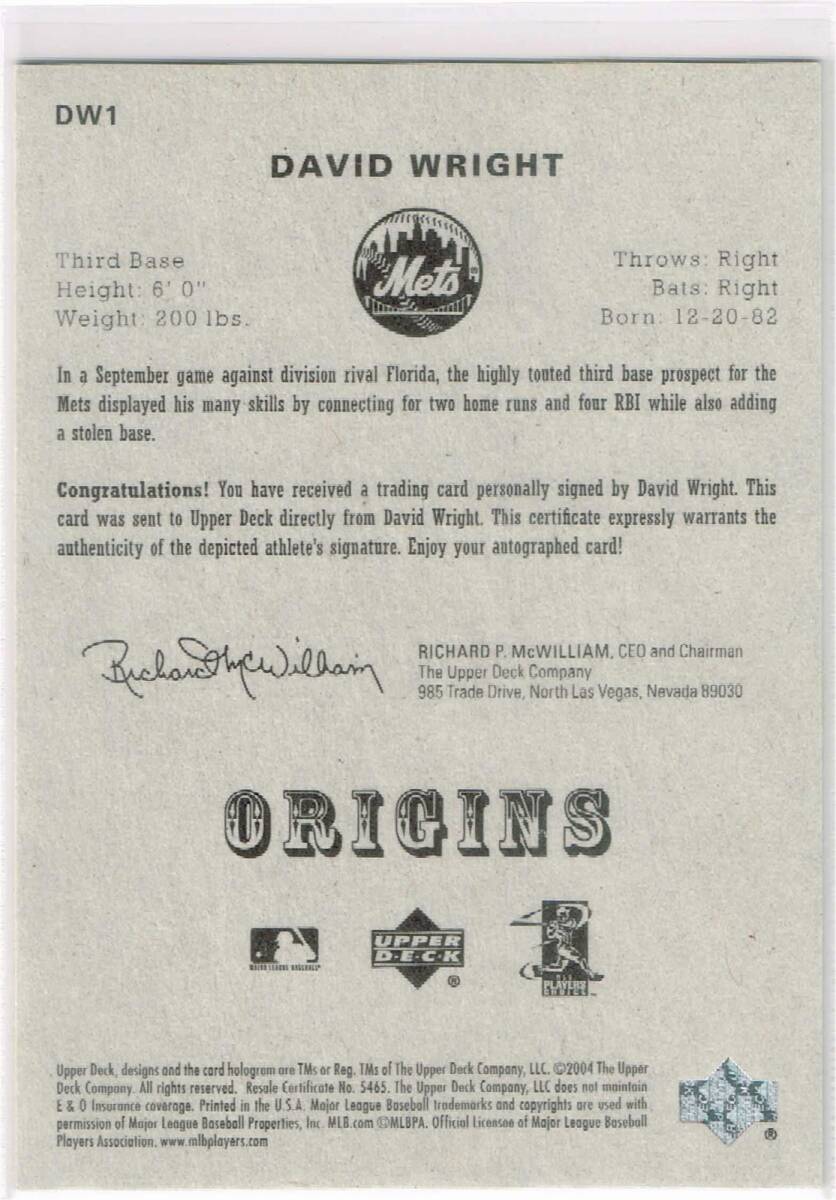 DW1
DAVID WRIGHT
Mets
Third Base
Height: 6' 0"
Weight: 200 lbs.
Throws: Right
Bats: Right
Born: 12-20-82
In a September game against division rival Florida, the highly touted third base prospect for the
Mets displayed his many skills by connecting for two home runs and four RBI while also adding
a stolen base.
Congratulations! You have received a trading card personally signed by David Wright. This
card was sent to Upper Deck directly from David Wright. This certificate expressly warrants the
authenticity of the depicted athlete's signature. Enjoy your autographed card!
Richard McWilliam
RICHARD P. McWILLIAM, CEO and Chairman
The Upper Deck Company
985 Trade Drive, North Las Vegas, Nevada 89030
ORIGINS
MAJOR LEAGUE BASEBALL
UPPER
D·E·C·K
®
PLAYERS
CHOICE
Upper Deck, designs and the card hologram are TMs or Reg. TMs of The Upper Deck Company, LLC. ©2004 The Upper
Deck Company. All rights reserved. Resale Certificate No. 5465. The Upper Deck Company, LLC does not maintain
E & O Insurance coverage. Printed in the U.S.A. Major League Baseball trademarks and copyrights are used with
permission of Major League Baseball Properties, Inc. MLB.com ©MLBPA. Official Licensee of Major League Baseball
Players Association. www.mlbplayers.com
®